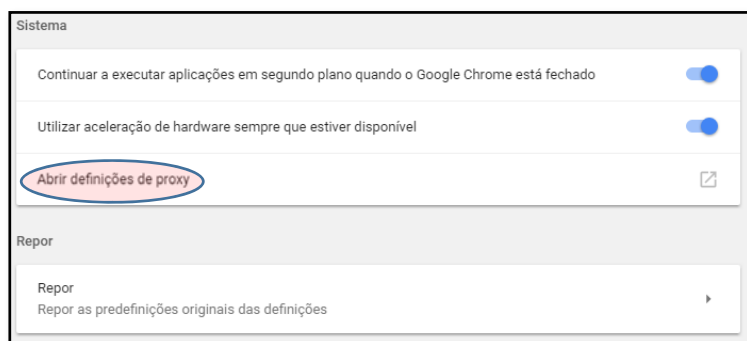 Sistema
Continuar a executar aplicações em segundo plano quando o Google Chrome está fechado
Utilizar aceleração de hardware sempre que estiver disponível
Abrir definições de proxy
Repor
Repor
Repor as predefinições originais das definições